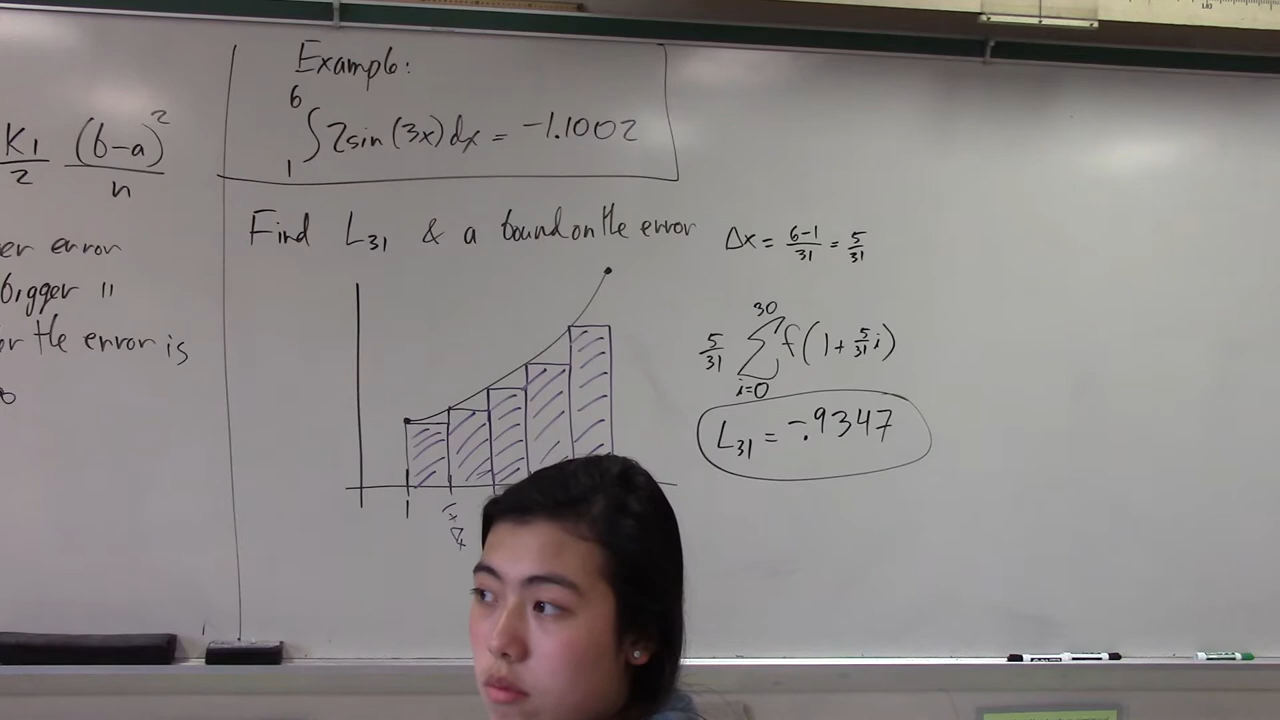 K1/2 (b-a)²/n
er error
bigger "
or the error is
Example:
6
∫ 2sin(3x)dx = -1.1002
1
Find L31 & a bound on the error
Δx = 6-1/31 = 5/31
30
5/31 ∑ f(1 + 5/31 i)
i=0
L31 = -.9347
1
1+Δx